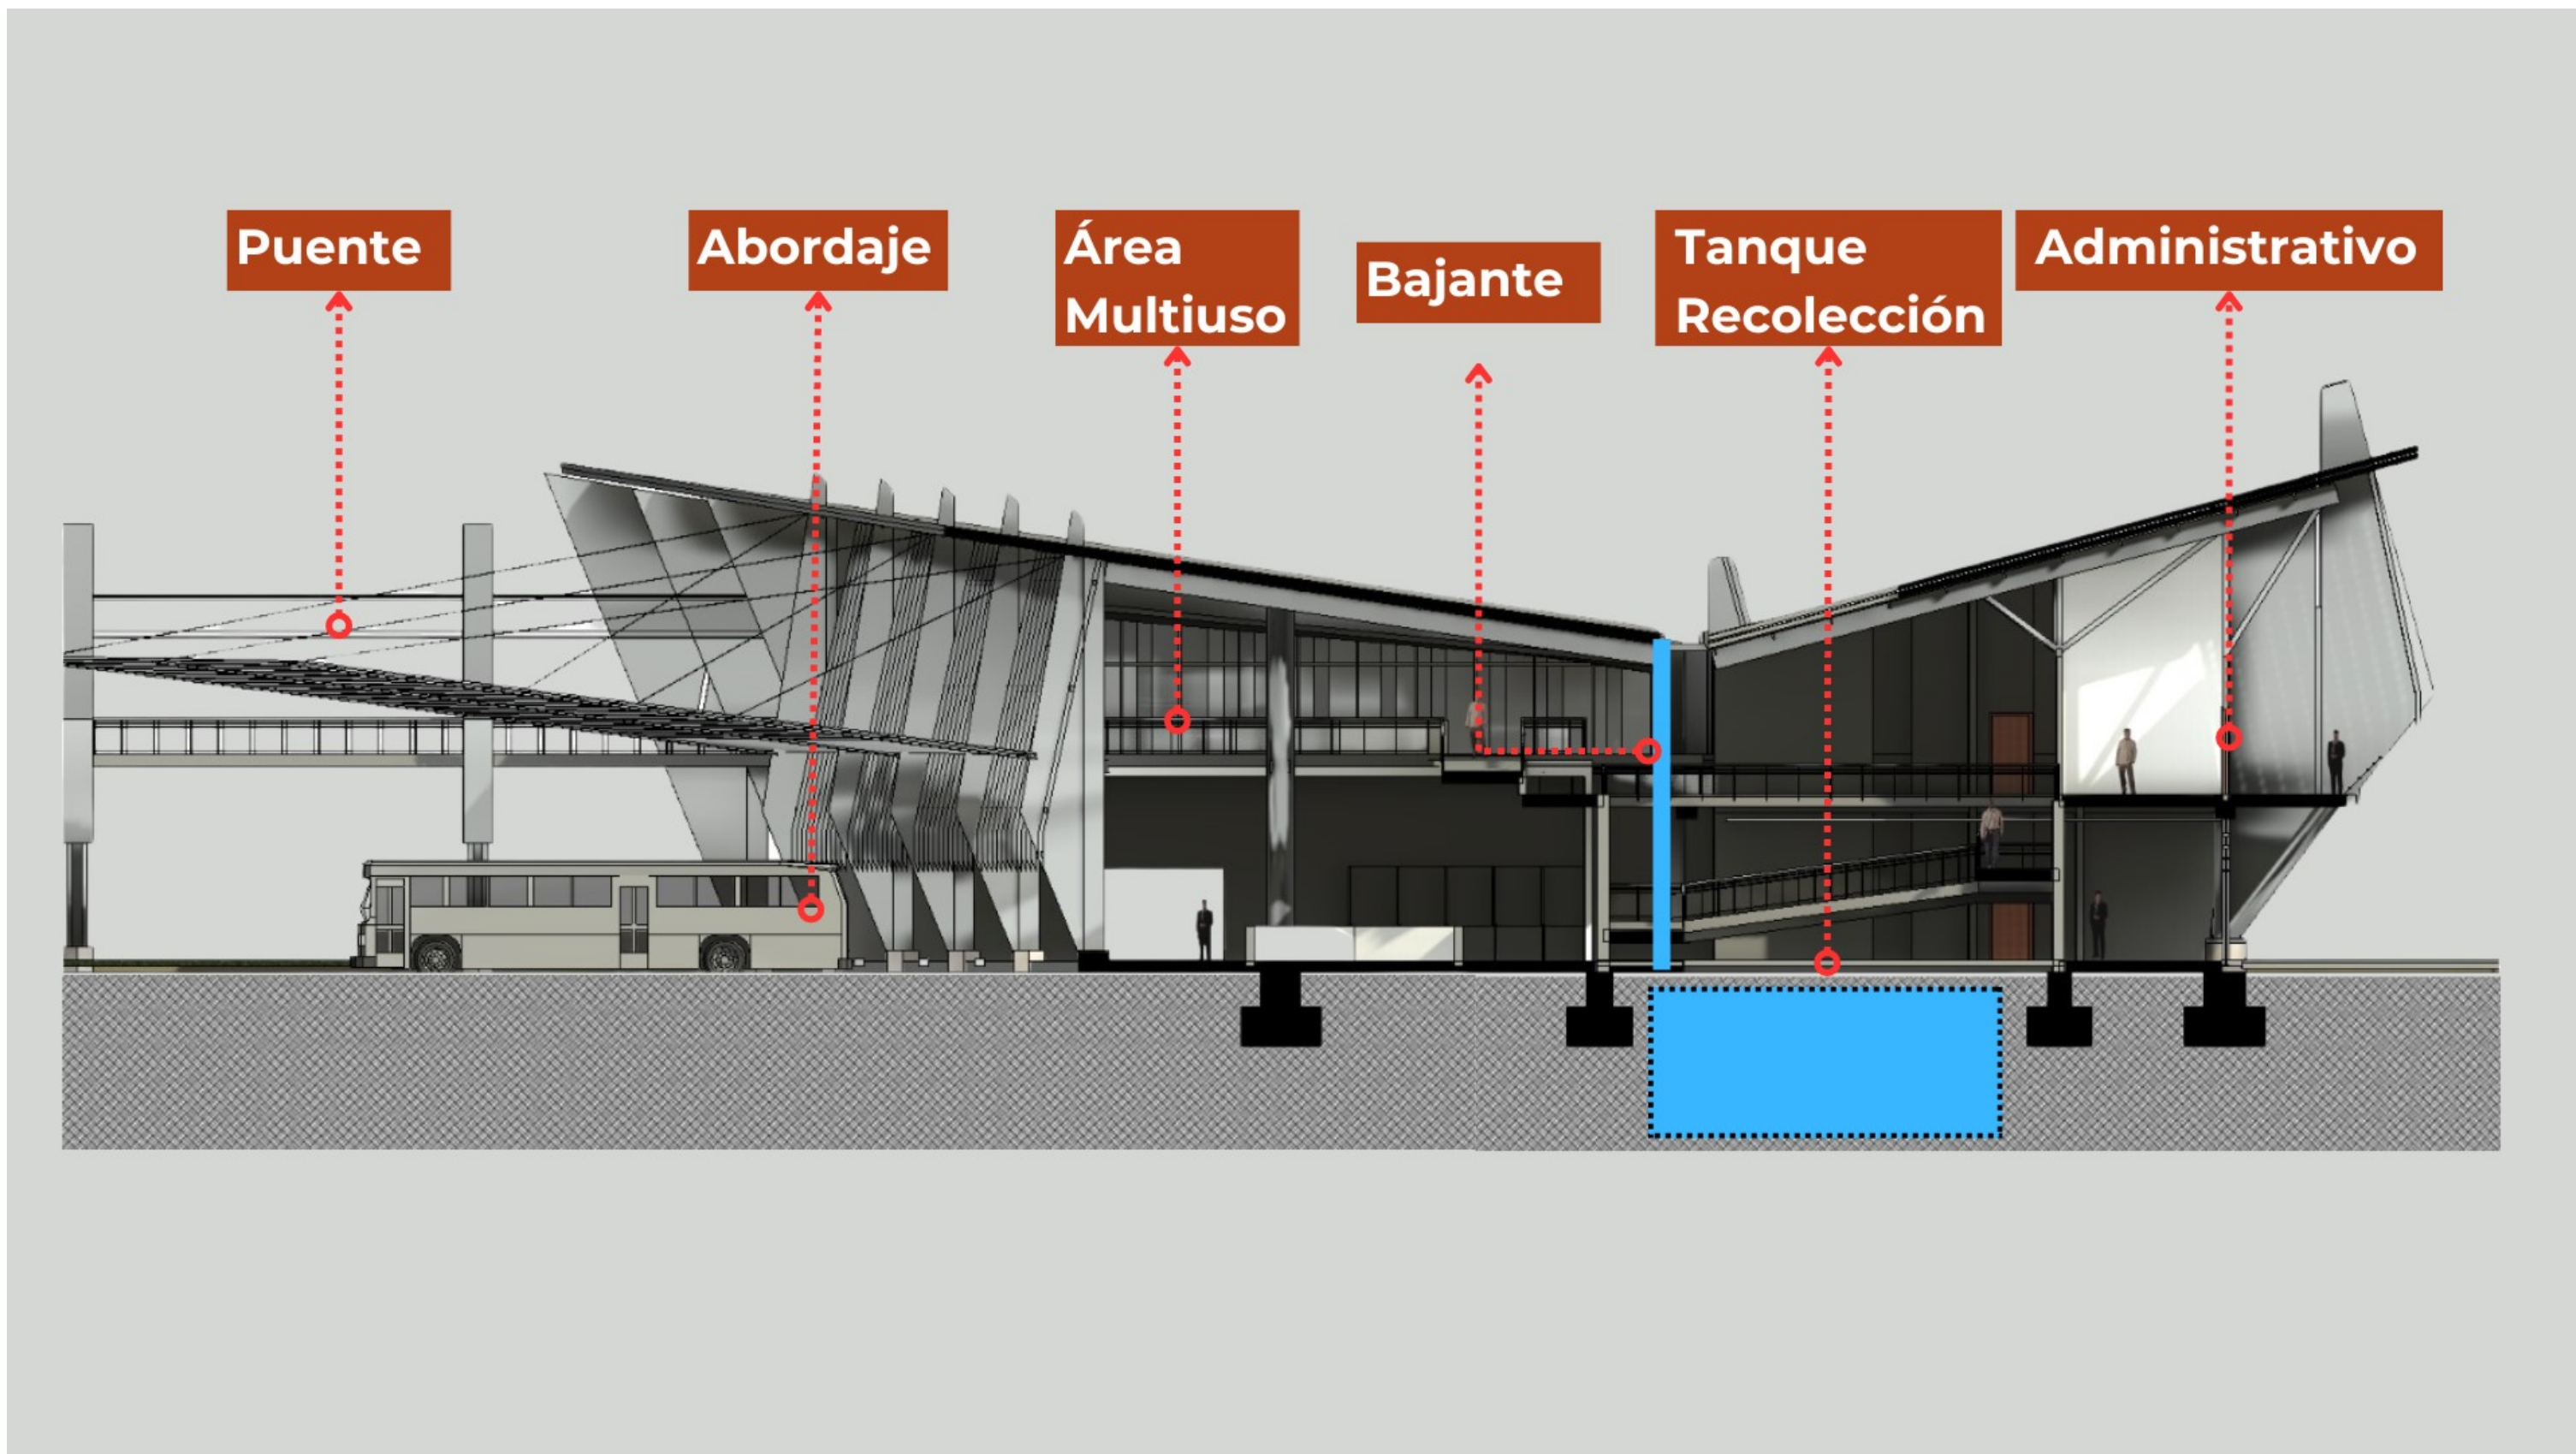 Puente
Abordaje
Área
Multiuso
Bajante
Tanque
Recolección
Administrativo